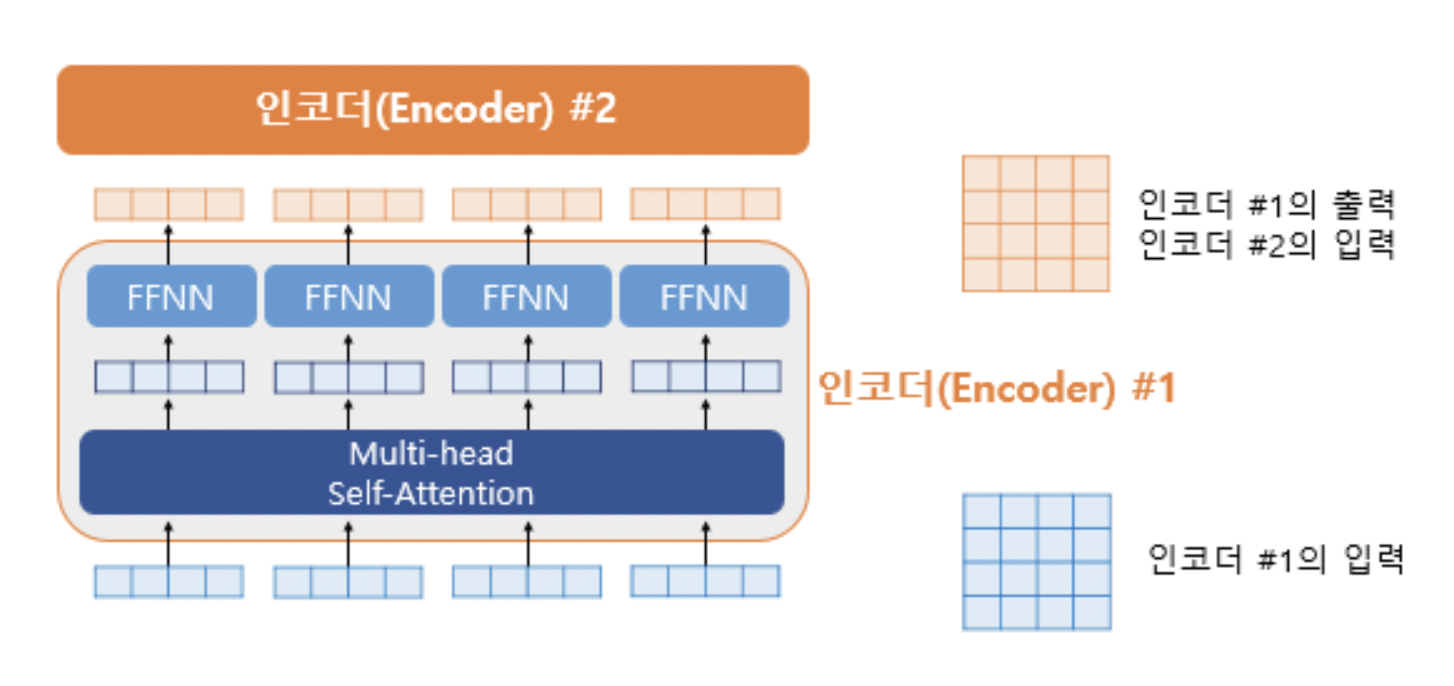 인코더(Encoder) #2
인코더 #1의 출력
인코더 #2의 입력
FFNN
FFNN
FFNN
FFNN
인코더(Encoder) #1
Multi-head
Self-Attention
인코더 #1의 입력